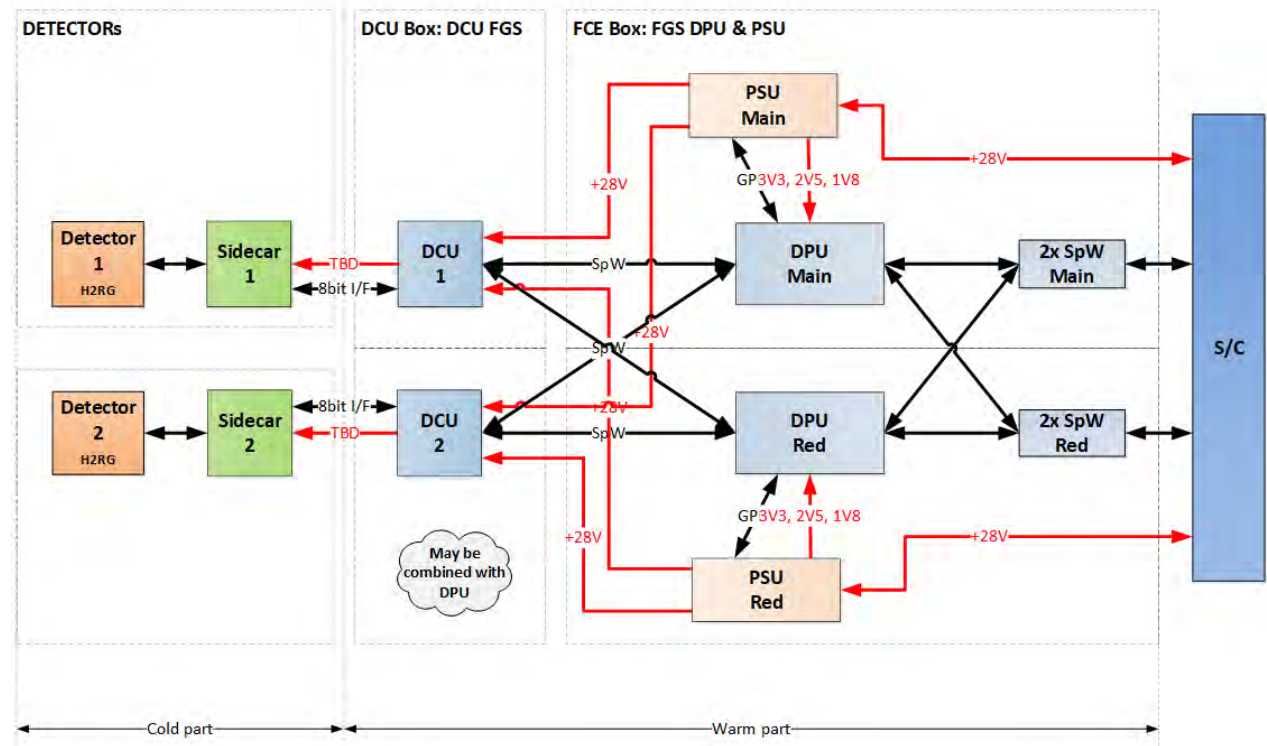 DETECTORs
DCU Box: DCU FGS
FCE Box: FGS DPU & PSU
PSU
Main
+28V
+28V
GP3V3, 2V5, 1V8
Detector
1
H2RG
Sidecar
1
TBD
8bit I/F
DCU
1
SpW
DPU
Main
2x SpW
Main
+28V
SpW
S/C
Detector
2
H2RG
Sidecar
2
8bit I/F
TBD
DCU
2
+28V
SpW
DPU
Red
2x SpW
Red
GP3V3, 2V5, 1V8
+28V
+28V
May be
combined with
DPU
PSU
Red
Cold part
Warm part